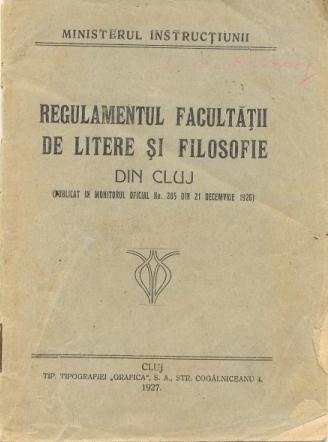 MINISTERUL INSTRUCȚIUNII
REGULAMENTUL FACULTĂȚII
DE LITERE ȘI FILOSOFIE
DIN CLUJ
(PUBLICAT IN MONITORUL OFICIAL No. 285 DIN 21 DECEMVRIE 1926)
CLUJ
TIP. TIPOGRAFIEI „GRAFICA“, S. A., STR. COGĂLNICEANU 1.
1927.